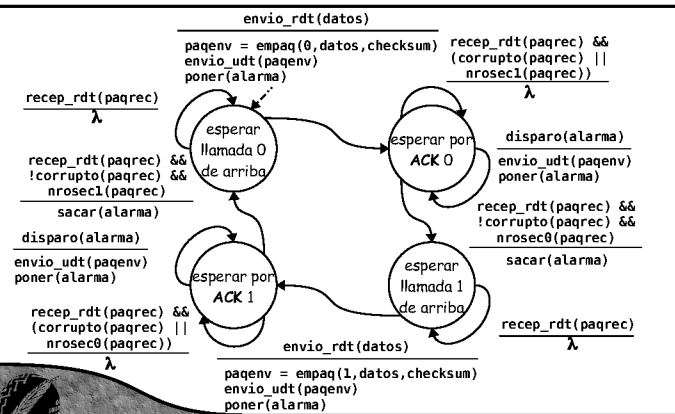 envio_rdt(datos)
paqenv = empaq(0,datos,checksum)
envio_udt(paqenv)
poner(alarma)
recep_rdt(paqrec) &&
(corrupto(paqrec) ||
nrosec1(paqrec))
λ
recep_rdt(paqrec)
λ
esperar
llamada 0
de arriba
esperar por
ACK 0
disparo(alarma)
envio_udt(paqenv)
poner(alarma)
recep_rdt(paqrec) &&
!corrupto(paqrec) &&
nrosec1(paqrec)
sacar(alarma)
recep_rdt(paqrec) &&
!corrupto(paqrec) &&
nrosec0(paqrec)
sacar(alarma)
disparo(alarma)
envio_udt(paqenv)
poner(alarma)
esperar por
ACK 1
esperar
llamada 1
de arriba
recep_rdt(paqrec) &&
(corrupto(paqrec) ||
nrosec0(paqrec))
λ
recep_rdt(paqrec)
λ
envio_rdt(datos)
paqenv = empaq(1,datos,checksum)
envio_udt(paqenv)
poner(alarma)